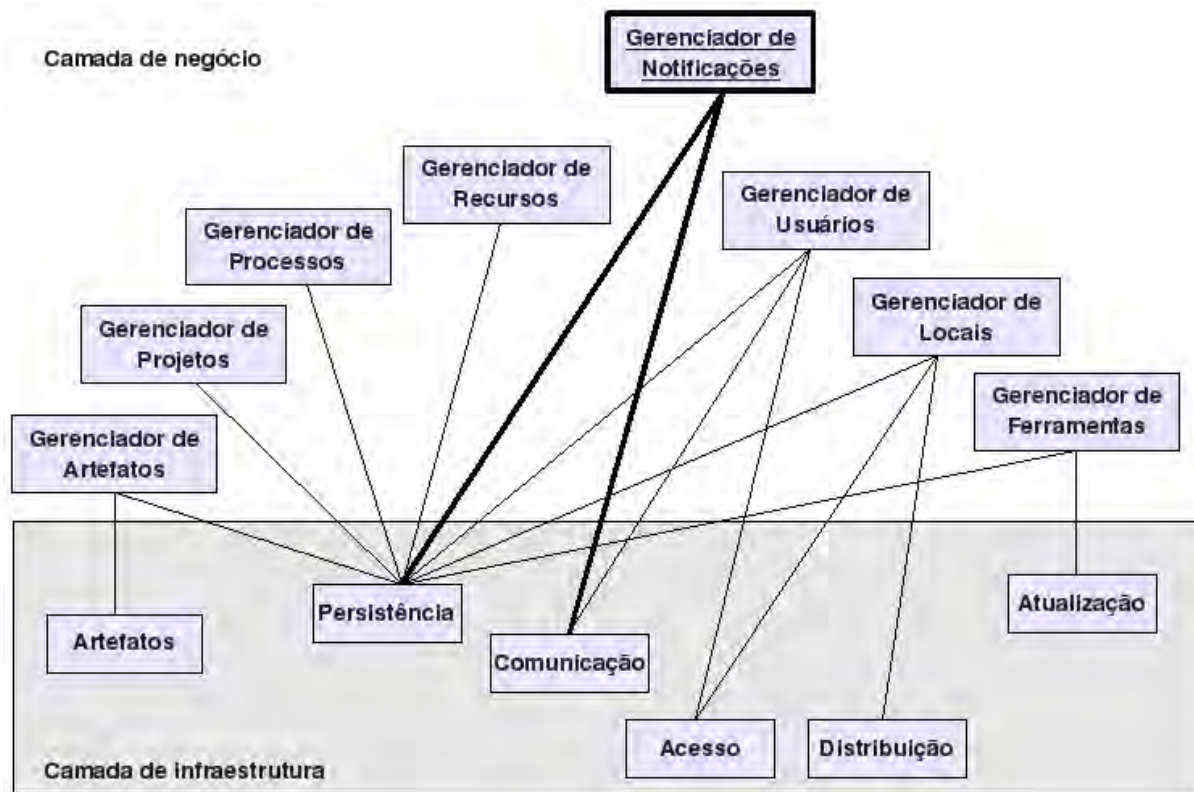 Gerenciador de
Notificações
Camada de negócio
Gerenciador de
Recursos
Gerenciador de
Usuários
Gerenciador de
Processos
Gerenciador de
Locais
Gerenciador de
Projetos
Gerenciador de
Ferramentas
Gerenciador de
Artefatos
Persistência
Atualização
Artefatos
Comunicação
Acesso
Distribuição
Camada de infraestrutura